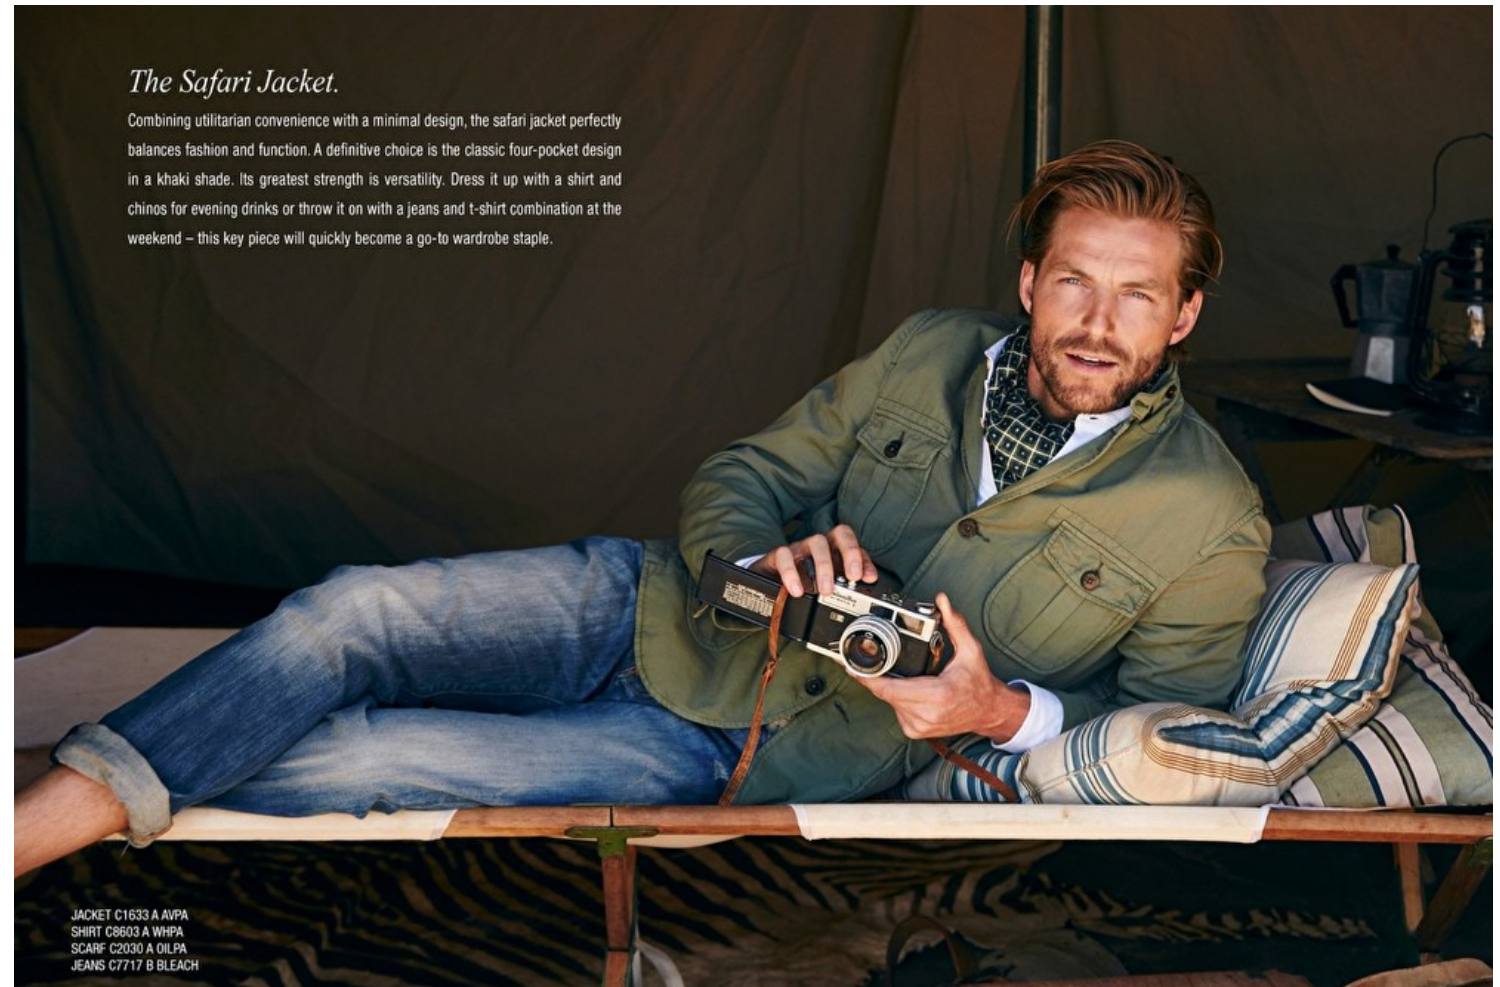 The Safari Jacket.
Combining utilitarian convenience with a minimal design, the safari jacket perfectly
balances fashion and function. A definitive choice is the classic four-pocket design
in a khaki shade. Its greatest strength is versatility. Dress it up with a shirt and
chinos for evening drinks or throw it on with a jeans and t-shirt combination at the
weekend – this key piece will quickly become a go-to wardrobe staple.
JACKET C1633 A AVPA
SHIRT C8603 A WHPA
SCARF C2030 A OILPA
JEANS C7717 B BLEACH